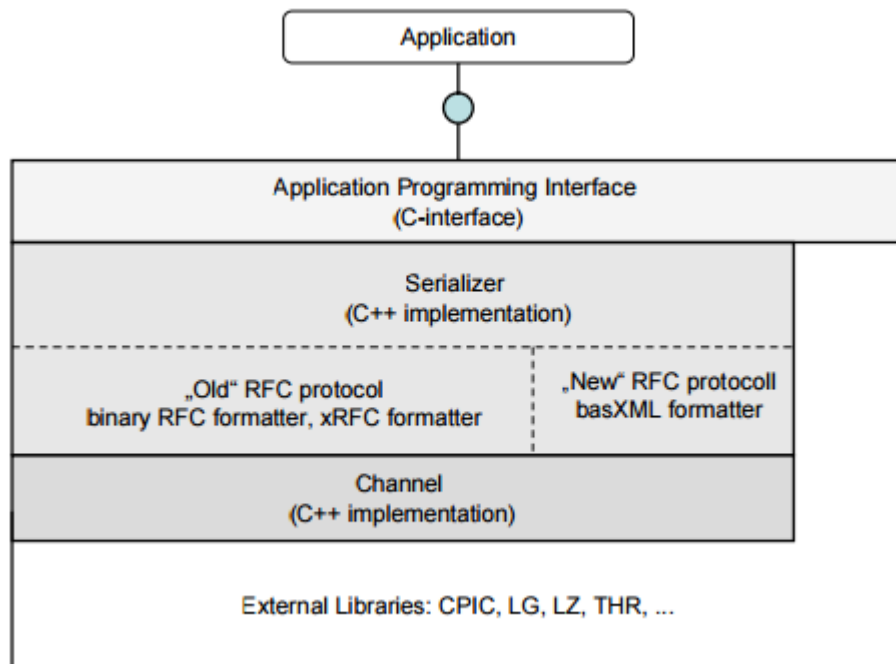 Application
Application Programming Interface
(C-interface)
Serializer
(C++ implementation)
„Old“ RFC protocol
binary RFC formatter, xRFC formatter
„New“ RFC protocoll
basXML formatter
Channel
(C++ implementation)
External Libraries: CPIC, LG, LZ, THR, ...